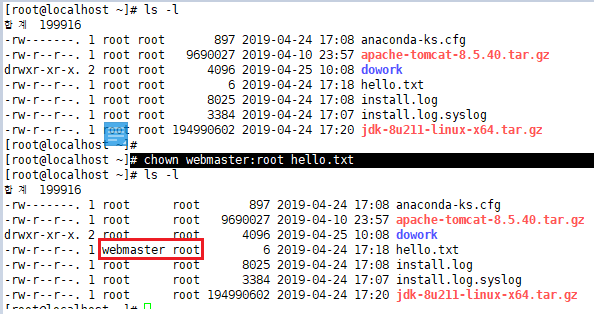 [root@localhost ~]# ls -l
합계 199916
-rw-------. 1 root root 897 2019-04-24 17:08 anaconda-ks.cfg
-rw-r--r--. 1 root root 9690027 2019-04-10 23:57 apache-tomcat-8.5.40.tar.gz
drwxr-xr-x. 2 root root 4096 2019-04-25 10:08 dowork
-rw-r--r--. 1 root root 6 2019-04-24 17:18 hello.txt
-rw-r--r--. 1 root root 8025 2019-04-24 17:08 install.log
-rw-r--r--. 1 root root 3384 2019-04-24 17:07 install.log.syslog
-rw-r--r--. 1 root root 194990602 2019-04-24 17:20 jdk-8u211-linux-x64.tar.gz
[root@localhost ~]#
[root@localhost ~]# chown webmaster:root hello.txt
[root@localhost ~]# ls -l
합계 199916
-rw-------. 1 root root 897 2019-04-24 17:08 anaconda-ks.cfg
-rw-r--r--. 1 root root 9690027 2019-04-10 23:57 apache-tomcat-8.5.40.tar.gz
drwxr-xr-x. 2 root root 4096 2019-04-25 10:08 dowork
-rw-r--r--. 1 webmaster root 6 2019-04-24 17:18 hello.txt
-rw-r--r--. 1 root root 8025 2019-04-24 17:08 install.log
-rw-r--r--. 1 root root 3384 2019-04-24 17:07 install.log.syslog
-rw-r--r--. 1 root root 194990602 2019-04-24 17:20 jdk-8u211-linux-x64.tar.gz
[root@localhost ~]#